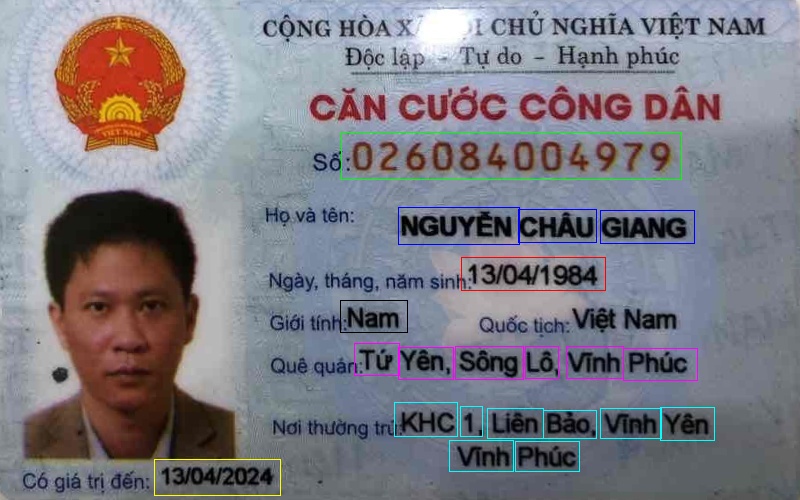 CỘNG HÒA XÃ HỘI CHỦ NGHĨA VIỆT NAM
Độc lập - Tự do - Hạnh phúc
CĂN CƯỚC CÔNG DÂN
Số: 026084004979
Họ và tên: NGUYỄN CHÂU GIANG
Ngày, tháng, năm sinh: 13/04/1984
Giới tính: Nam Quốc tịch: Việt Nam
Quê quán: Tứ Yên, Sông Lô, Vĩnh Phúc
Nơi thường trú: KHC 1, Liên Bảo, Vĩnh Yên
Vĩnh Phúc
Có giá trị đến: 13/04/2024
VIỆT NAM